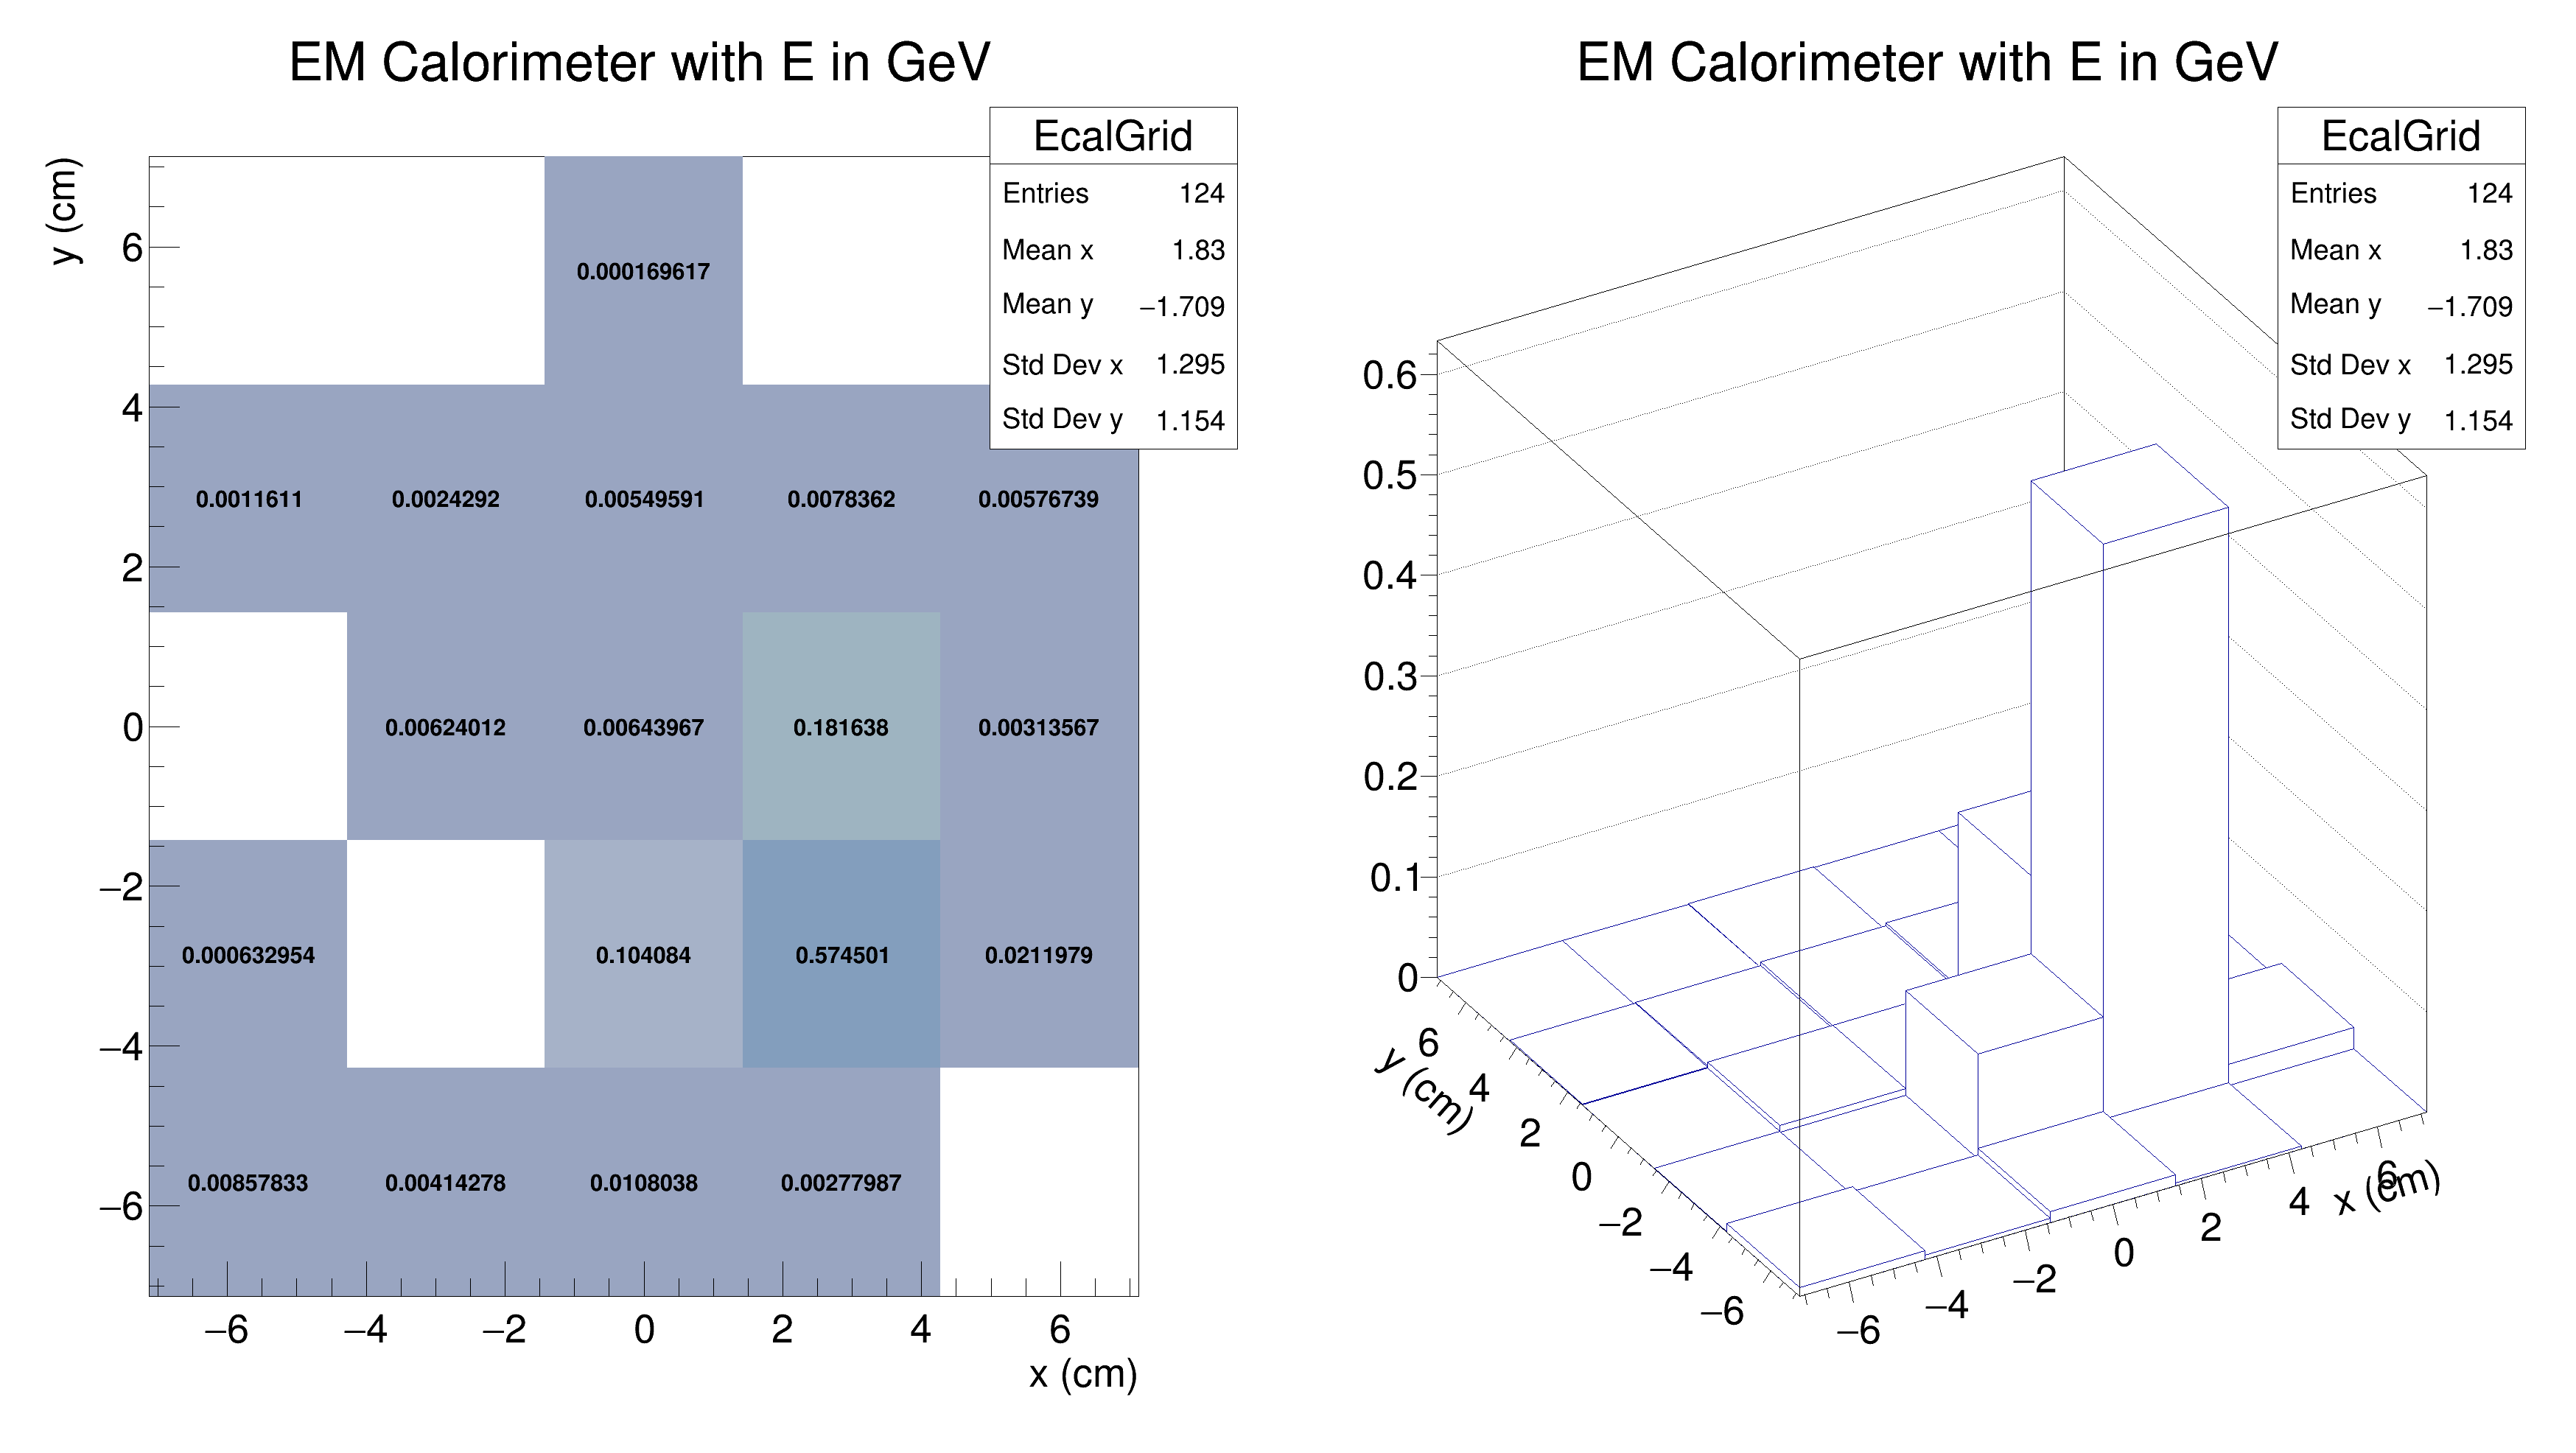 EM Calorimeter with E in GeV
EcalGrid
Entries 124
Mean x 1.83
Mean y −1.709
Std Dev x 1.295
Std Dev y 1.154
y (cm)
6
4
2
0
−2
−4
−6
0.000169617
0.0011611 0.0024292 0.00549591 0.0078362 0.00576739
0.00624012 0.00643967 0.181638 0.00313567
0.000632954 0.104084 0.574501 0.0211979
0.00857833 0.00414278 0.0108038 0.00277987
−6 −4 −2 0 2 4 6
x (cm)
EM Calorimeter with E in GeV
EcalGrid
Entries 124
Mean x 1.83
Mean y −1.709
Std Dev x 1.295
Std Dev y 1.154
0.6
0.5
0.4
0.3
0.2
0.1
0
y (cm)
6
4
2
0
−2
−4
−6
−6 −4 −2 0 2 4 6
x (cm)